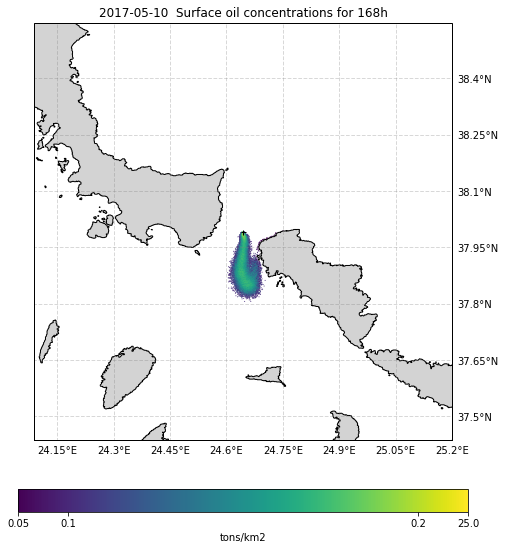 2017-05-10 Surface oil concentrations for 168h
38.4°N
38.25°N
38.1°N
37.95°N
37.8°N
37.65°N
37.5°N
24.15°E 24.3°E 24.45°E 24.6°E 24.75°E 24.9°E 25.05°E 25.2°E
0.05 0.1 0.2 25.0
tons/km2